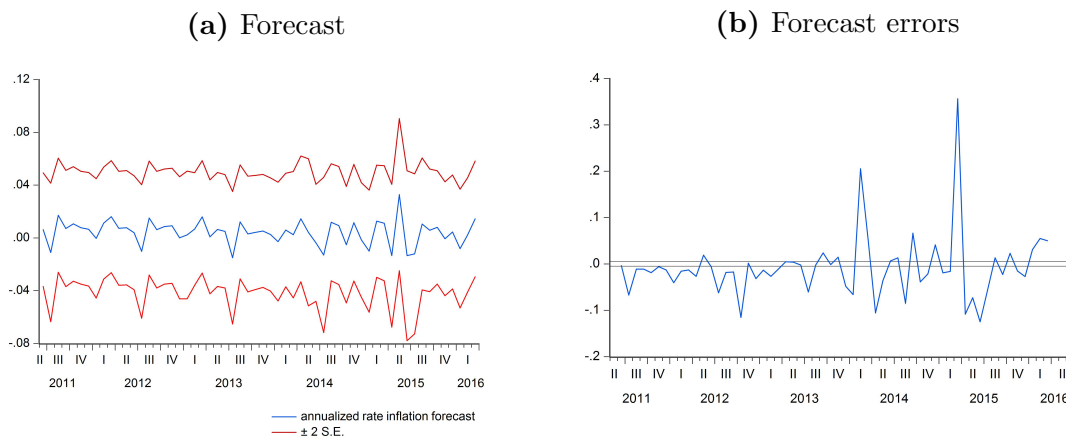 (a) Forecast
.12
.08
.04
.00
-.04
-.08
II III IV I II III IV I II III IV I II III IV I II III IV I
2011 2012 2013 2014 2015 2016
annualized rate inflation forecast
± 2 S.E.
(b) Forecast errors
.4
.3
.2
.1
.0
-.1
-.2
II III IV I II III IV I II III IV I II III IV I II III IV I II
2011 2012 2013 2014 2015 2016